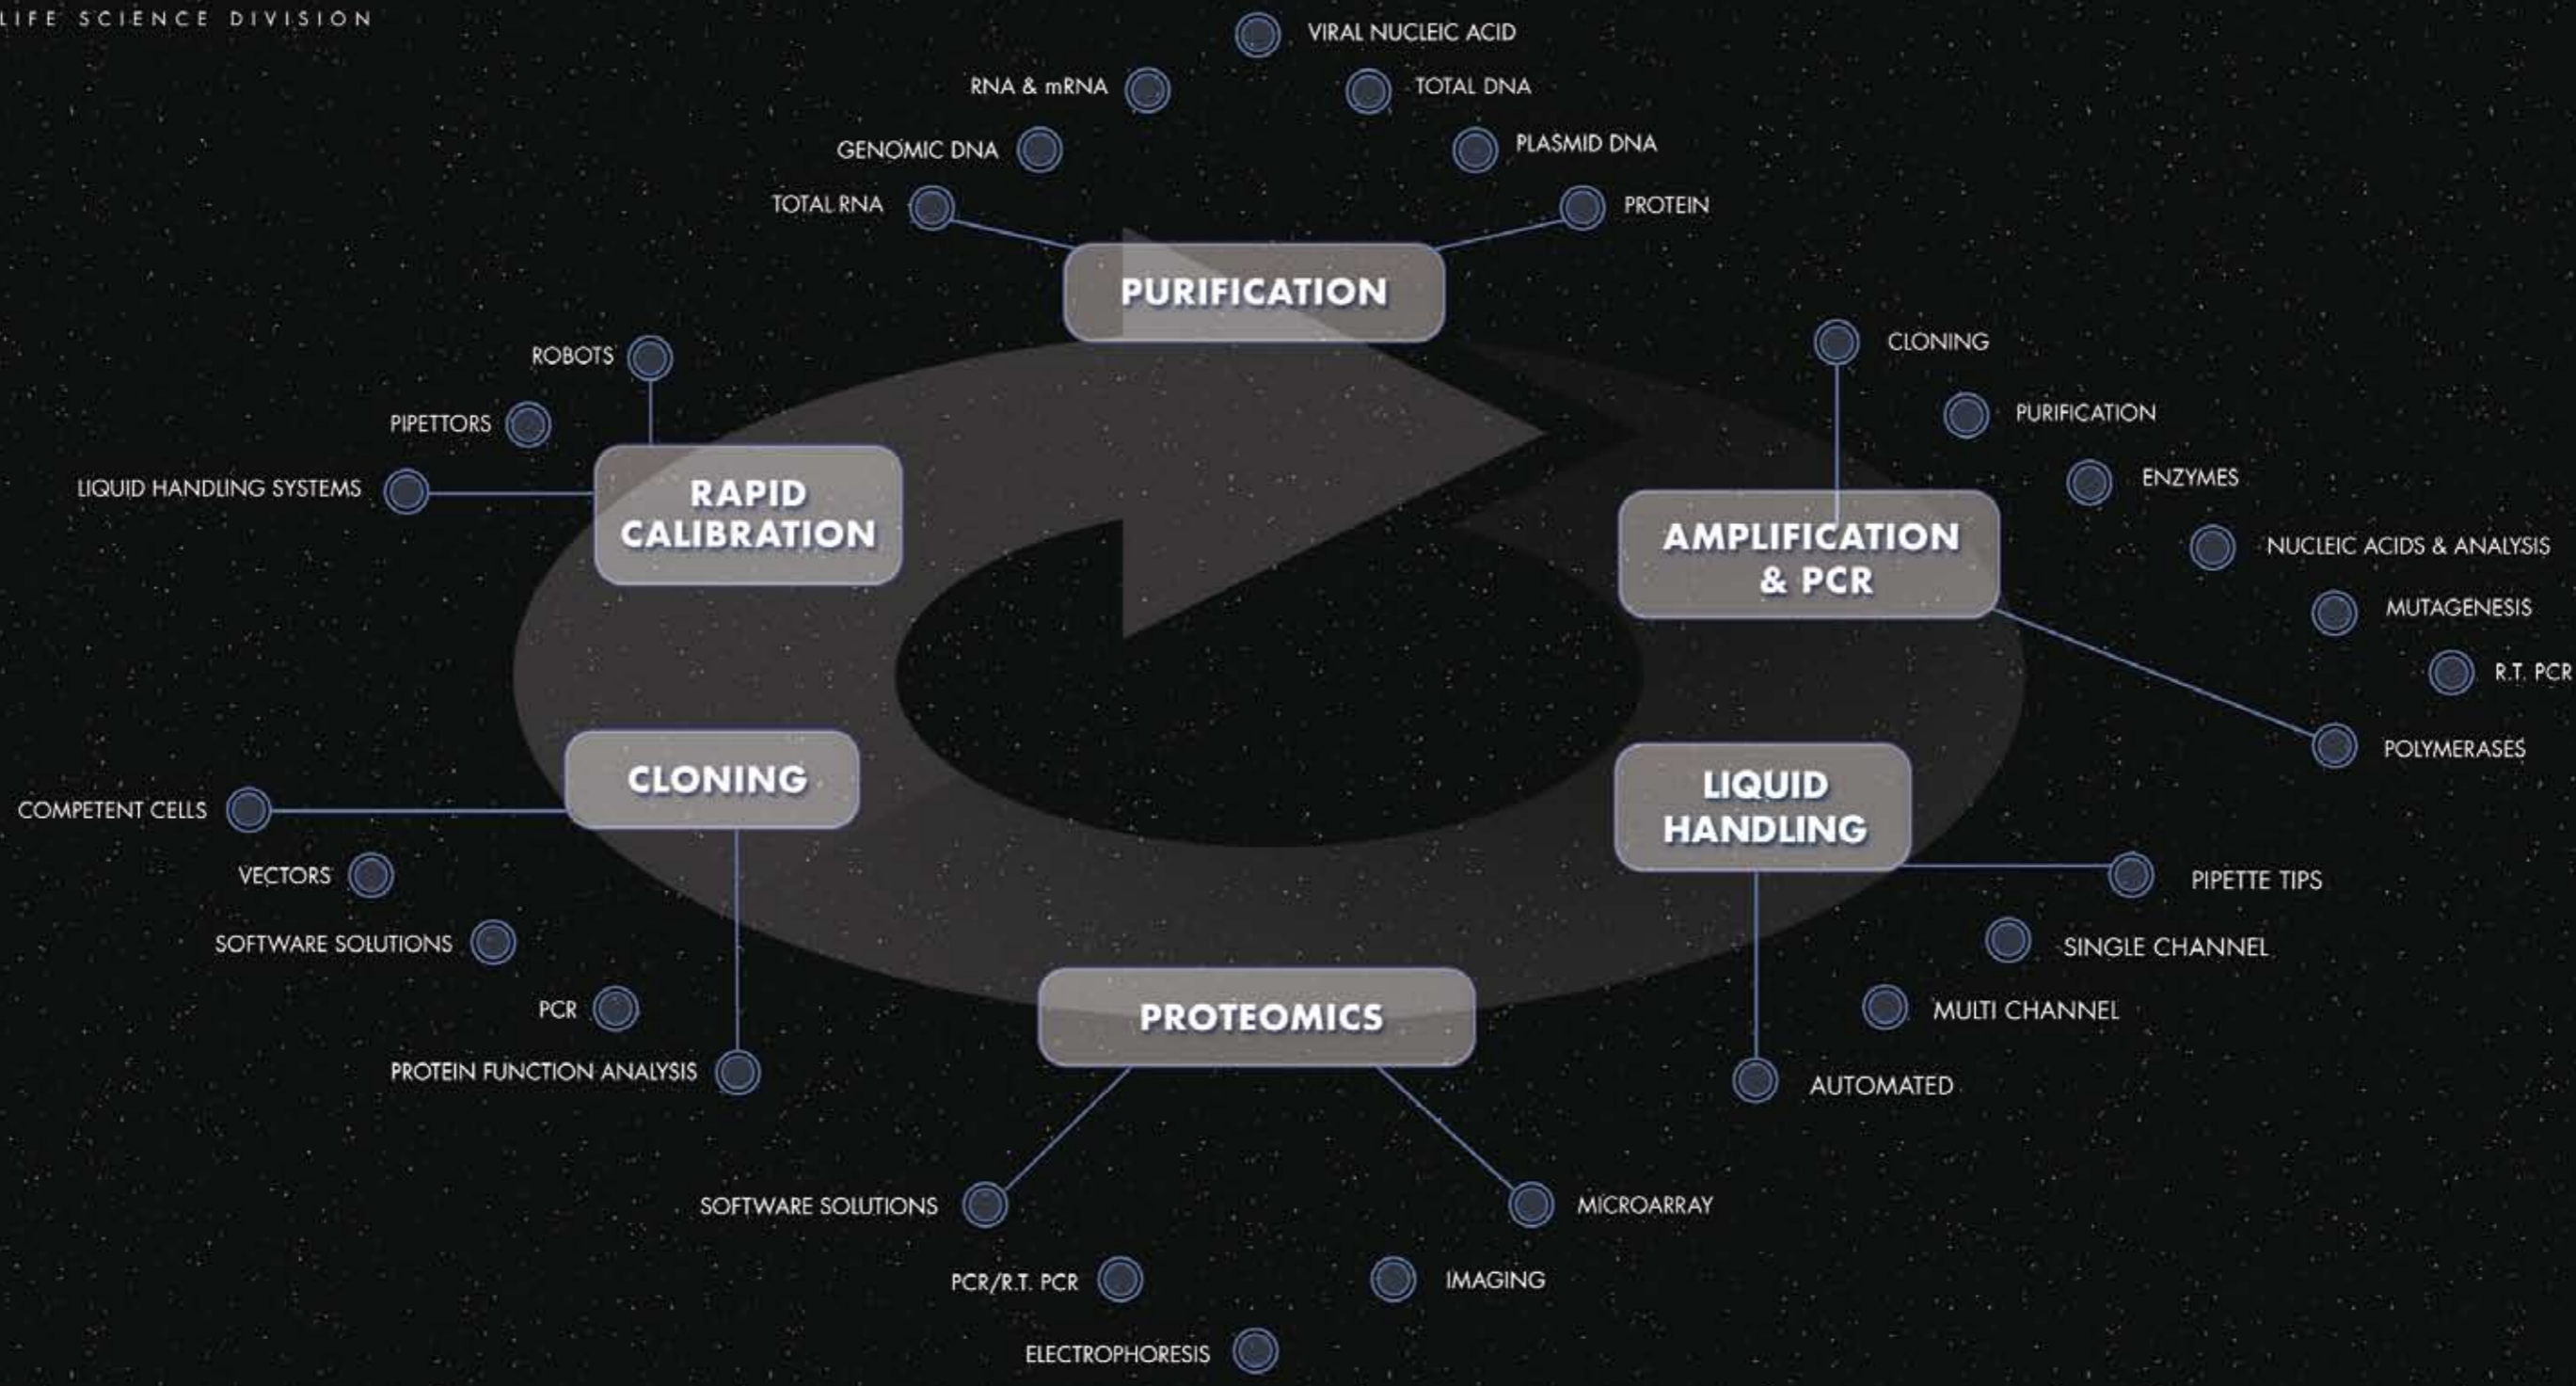 LIFE SCIENCE DIVISION
VIRAL NUCLEIC ACID
RNA & mRNA
TOTAL DNA
GENOMIC DNA
PLASMID DNA
TOTAL RNA
PROTEIN
PURIFICATION
ROBOTS
PIPETTORS
LIQUID HANDLING SYSTEMS
RAPID
CALIBRATION
CLONING
PURIFICATION
ENZYMES
NUCLEIC ACIDS & ANALYSIS
MUTAGENESIS
R.T. PCR
POLYMERASES
AMPLIFICATION
& PCR
CLONING
COMPETENT CELLS
VECTORS
SOFTWARE SOLUTIONS
PCR
PROTEIN FUNCTION ANALYSIS
LIQUID
HANDLING
PIPETTE TIPS
SINGLE CHANNEL
MULTI CHANNEL
AUTOMATED
PROTEOMICS
SOFTWARE SOLUTIONS
MICROARRAY
PCR/R.T. PCR
IMAGING
ELECTROPHORESIS